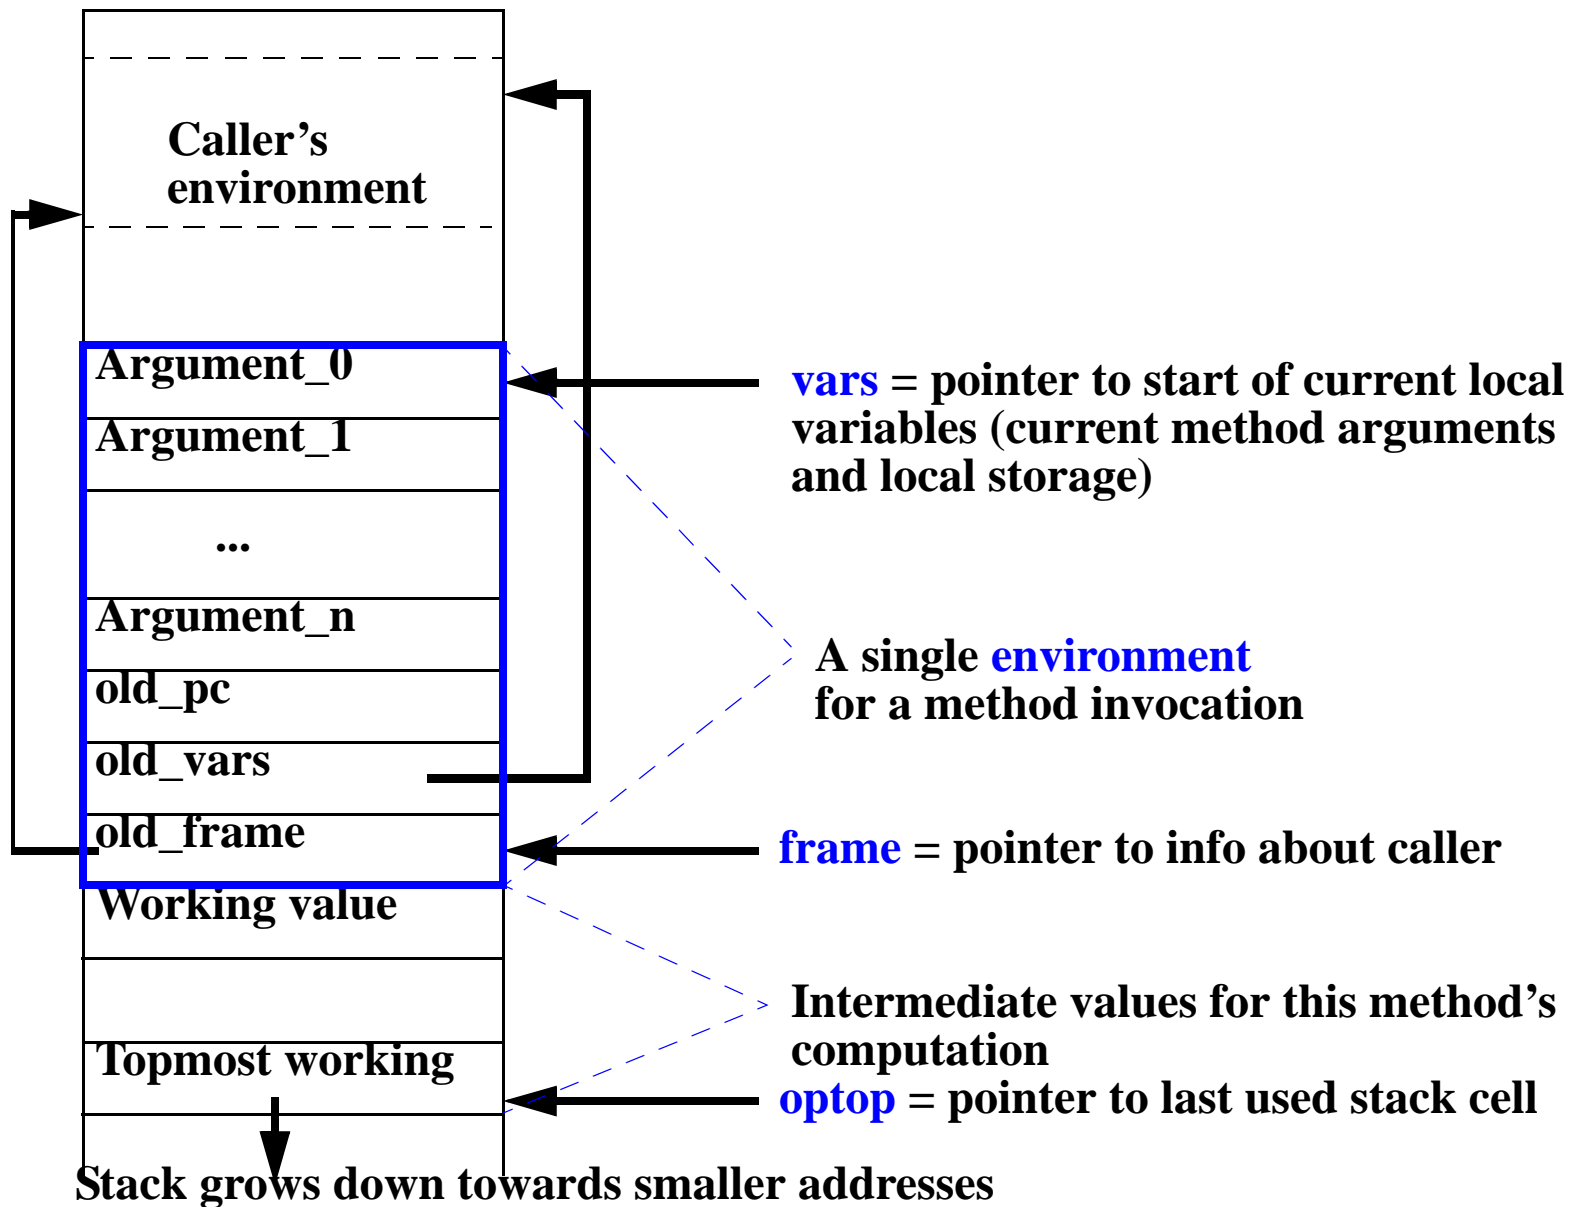 Caller’s
environment
Argument_0
vars = pointer to start of current local
variables (current method arguments
and local storage)
Argument_1
...
Argument_n
A single environment
for a method invocation
old_pc
old_vars
old_frame
frame = pointer to info about caller
Working value
Intermediate values for this method’s
computation
Topmost working
optop = pointer to last used stack cell
Stack grows down towards smaller addresses